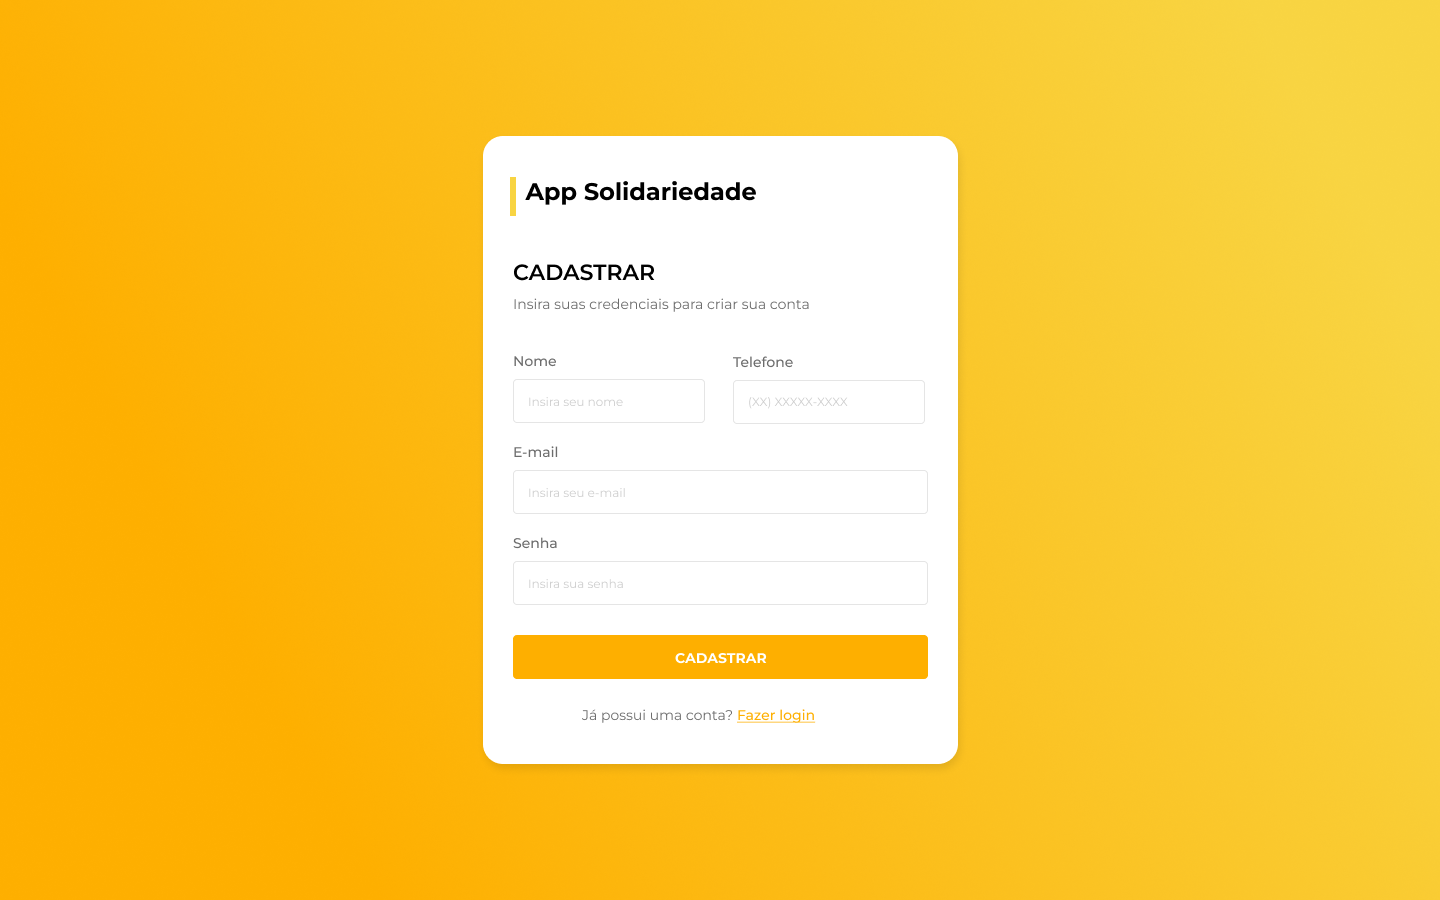 App Solidariedade
CADASTRAR
Insira suas credenciais para criar sua conta
Nome
Telefone
Insira seu nome
(XX) XXXXX-XXXX
E-mail
Insira seu e-mail
Senha
Insira sua senha
CADASTRAR
Já possui uma conta? Fazer login